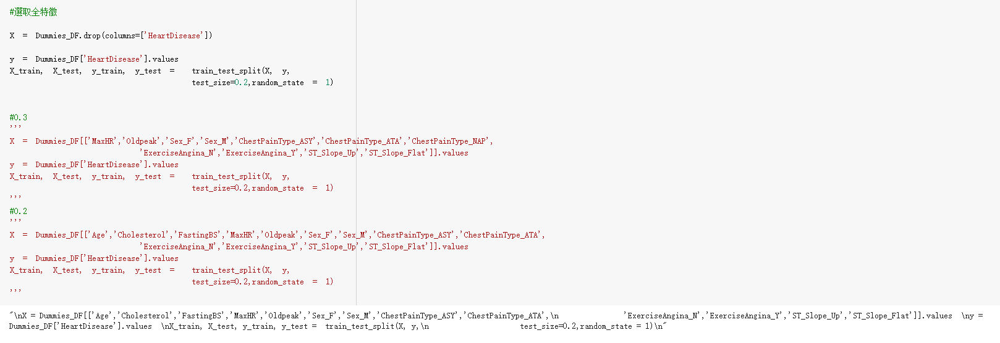 #選取全特徵
X = Dummies_DF.drop(columns=['HeartDisease'])
y = Dummies_DF['HeartDisease'].values
X_train, X_test, y_train, y_test = train_test_split(X, y,
test_size=0.2,random_state = 1)
#0.3
'''
X = Dummies_DF[['MaxHR','Oldpeak','Sex_F','Sex_M','ChestPainType_ASY','ChestPainType_ATA','ChestPainType_NAP',
'ExerciseAngina_N','ExerciseAngina_Y','ST_Slope_Up','ST_Slope_Flat']].values
y = Dummies_DF['HeartDisease'].values
X_train, X_test, y_train, y_test = train_test_split(X, y,
test_size=0.2,random_state = 1)
'''
#0.2
'''
X = Dummies_DF[['Age','Cholesterol','FastingBS','MaxHR','Oldpeak','Sex_F','Sex_M','ChestPainType_ASY','ChestPainType_ATA',
'ExerciseAngina_N','ExerciseAngina_Y','ST_Slope_Up','ST_Slope_Flat']].values
y = Dummies_DF['HeartDisease'].values
X_train, X_test, y_train, y_test = train_test_split(X, y,
test_size=0.2,random_state = 1)
'''
"\nX = Dummies_DF[['Age','Cholesterol','FastingBS','MaxHR','Oldpeak','Sex_F','Sex_M','ChestPainType_ASY','ChestPainType_ATA',\n 'ExerciseAngina_N','ExerciseAngina_Y','ST_Slope_Up','ST_Slope_Flat']].values \ny =
Dummies_DF['HeartDisease'].values \nX_train, X_test, y_train, y_test = train_test_split(X, y,\n test_size=0.2,random_state = 1)\n"